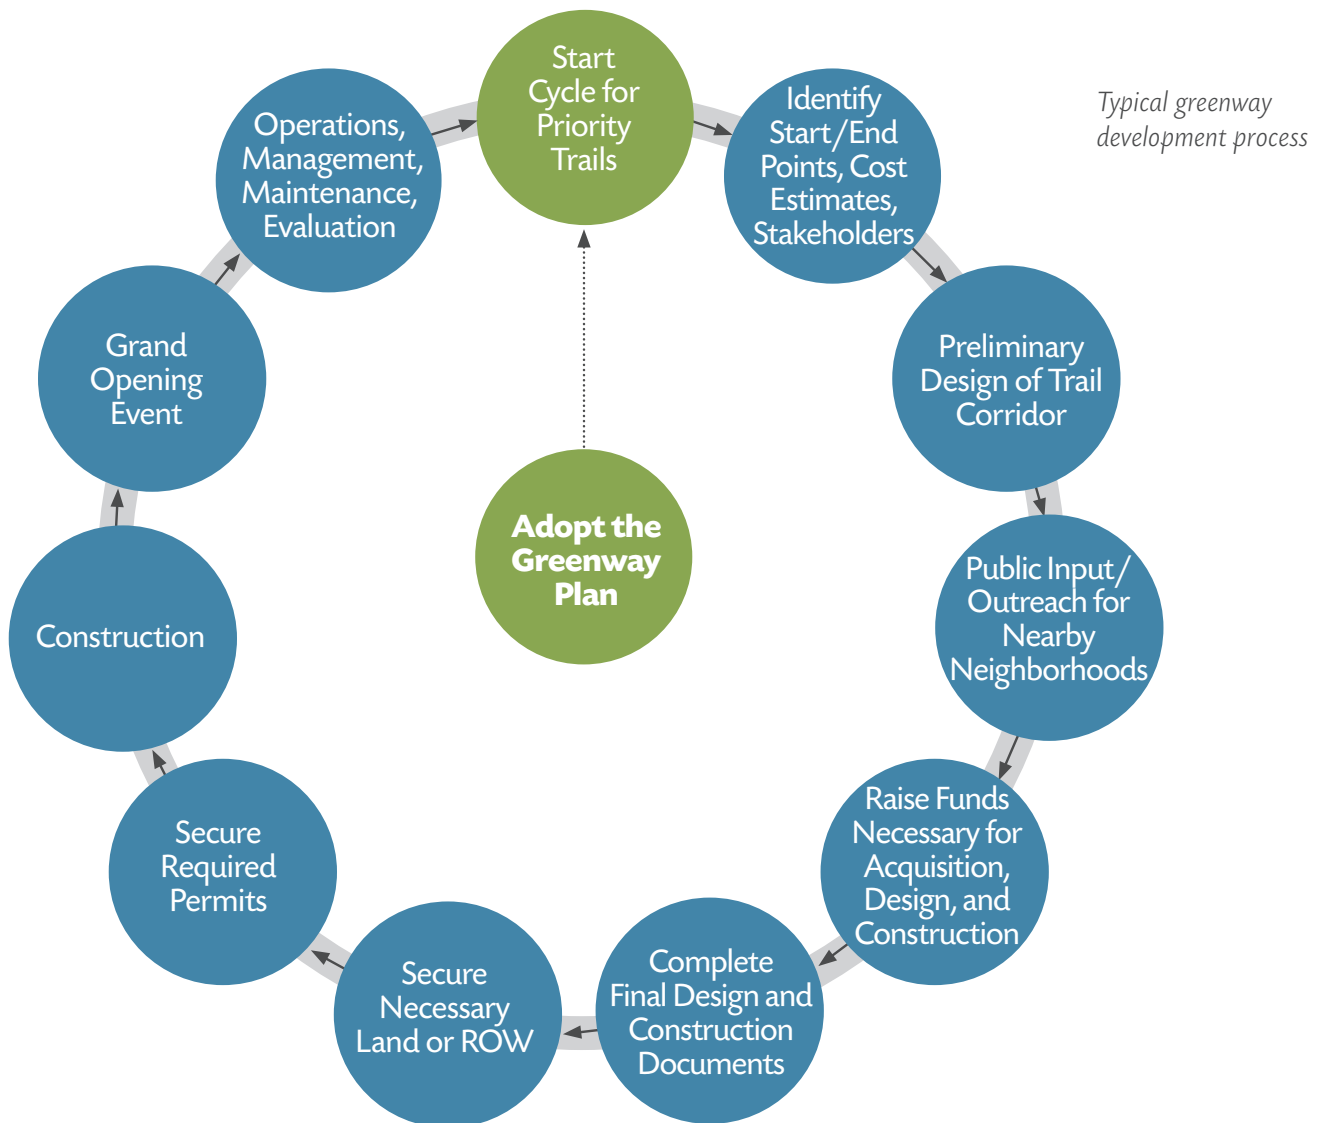 Start
Cycle for
Priority
Trails
Identify
Start/End
Points, Cost
Estimates,
Stakeholders
Typical greenway
development process
Preliminary
Design of Trail
Corridor
Public Input/
Outreach for
Nearby
Neighborhoods
Raise Funds
Necessary for
Acquisition,
Design, and
Construction
Complete
Final Design and
Construction
Documents
Secure
Necessary
Land or ROW
Secure
Required
Permits
Construction
Grand
Opening
Event
Operations,
Management,
Maintenance,
Evaluation
Adopt the
Greenway
Plan